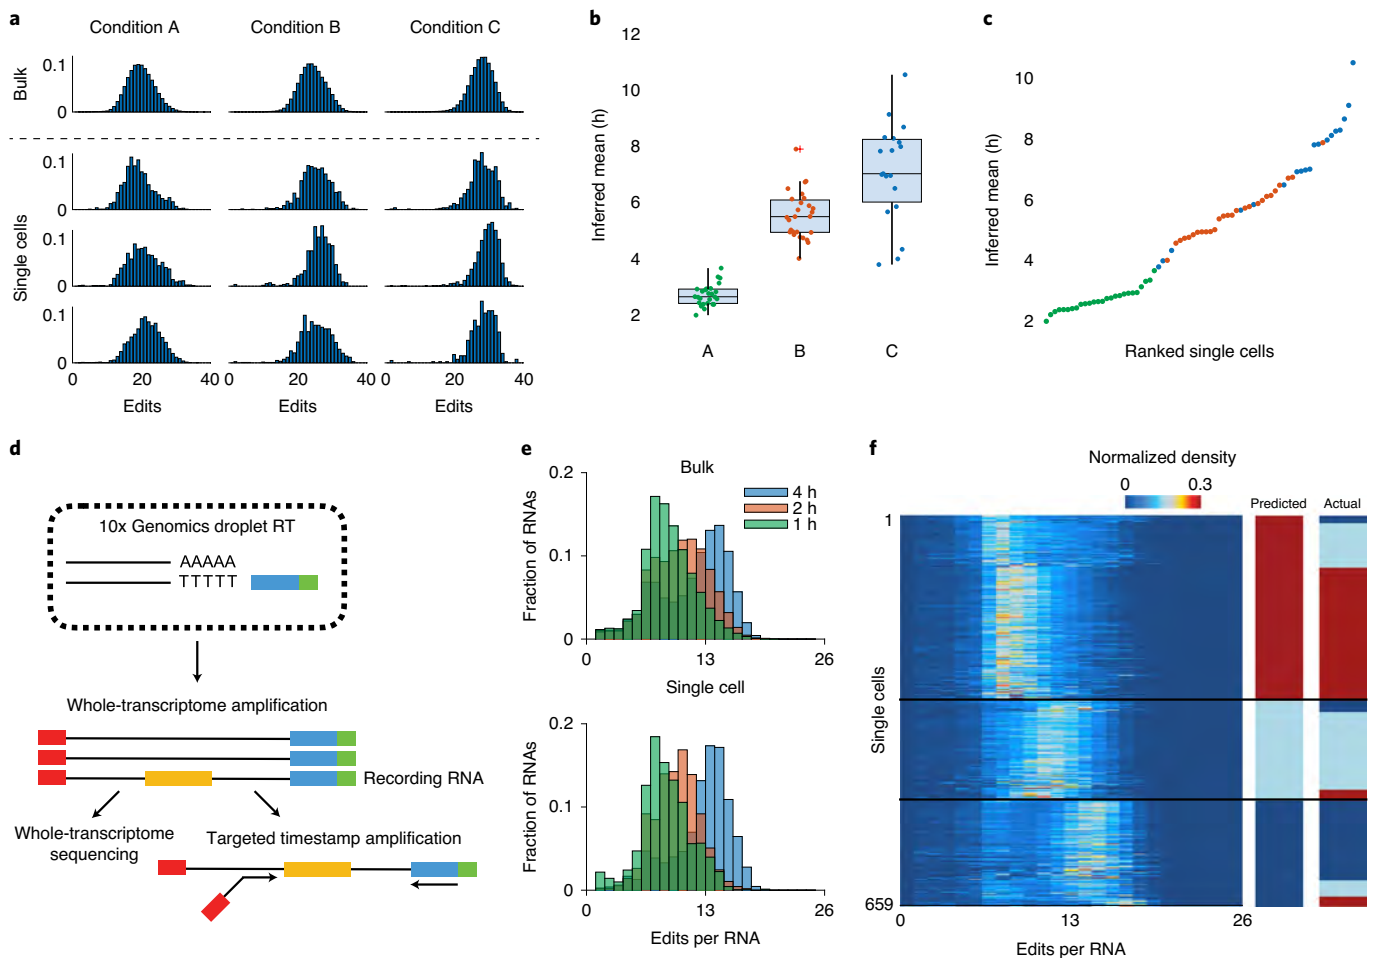 a
Condition A
Condition B
Condition C
Bulk
0.1
0
Single cells
0.1
0
0.1
0
0.1
0
0
20
40
0
20
40
0
20
40
Edits
Edits
Edits
b
Inferred mean (h)
12
10
8
6
4
2
A
B
C
c
Inferred mean (h)
10
8
6
4
2
Ranked single cells
d
10x Genomics droplet RT
AAAAA
TTTTT
Whole-transcriptome amplification
Recording RNA
Whole-transcriptome
sequencing
Targeted timestamp amplification
e
Bulk
Fraction of RNAs
0.2
0.1
0
4 h
2 h
1 h
0
13
26
Single cell
Fraction of RNAs
0.2
0.1
0
0
13
26
Edits per RNA
f
Normalized density
0
0.3
Predicted
Actual
1
Single cells
659
0
13
26
Edits per RNA